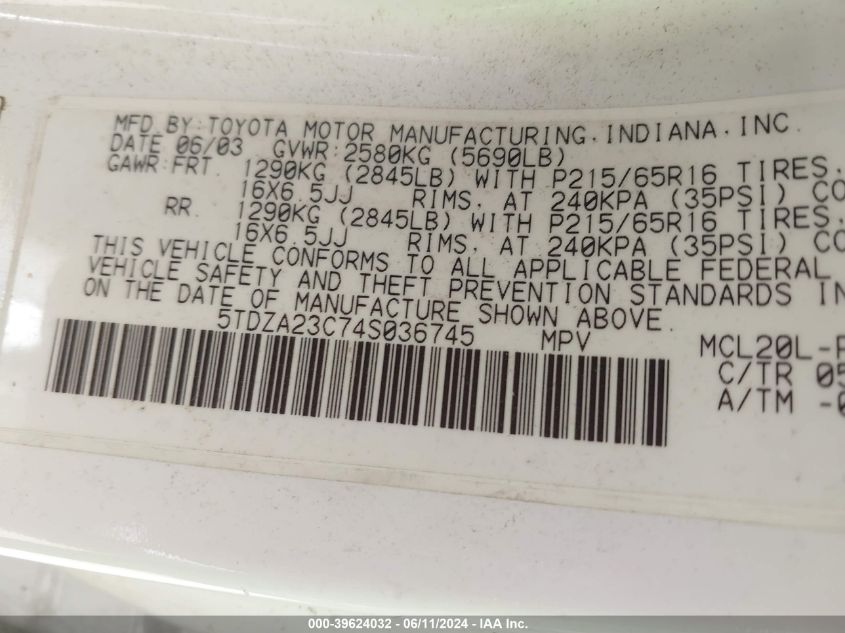 MFD. BY: TOYOTA MOTOR MANUFACTURING, INDIANA, INC.
DATE 06/03 GVWR: 2580KG (5690LB)
GAWR: FRT. 1290KG (2845LB) WITH P215/65R16 TIRES.
16X6.5JJ RIMS. AT 240KPA (35PSI) CO
RR. 1290KG (2845LB) WITH P215/65R16 TIRES.
16X6.5JJ RIMS. AT 240KPA (35PSI) CO
THIS VEHICLE CONFORMS TO ALL APPLICABLE FEDERAL
VEHICLE SAFETY AND THEFT PREVENTION STANDARDS IN
ON THE DATE OF MANUFACTURE SHOWN ABOVE.
5TDZA23C74S036745 MPV
MCL20L-P
C/TR 05
A/TM -0
000-39624032 - 06/11/2024 - IAA Inc.